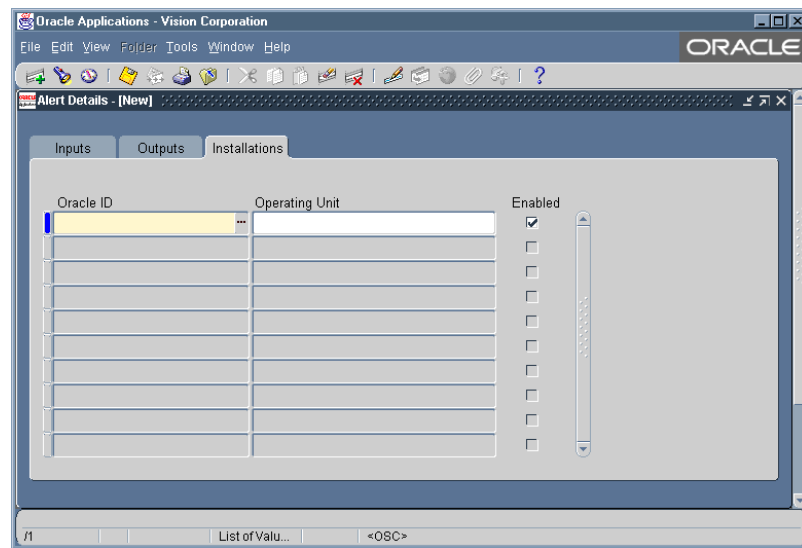 Oracle Applications - Vision Corporation
File Edit View Folder Tools Window Help
ORACLE
Alert Details - [New]
Inputs Outputs Installations
Oracle ID Operating Unit Enabled
/1 List of Valu... <OSC>